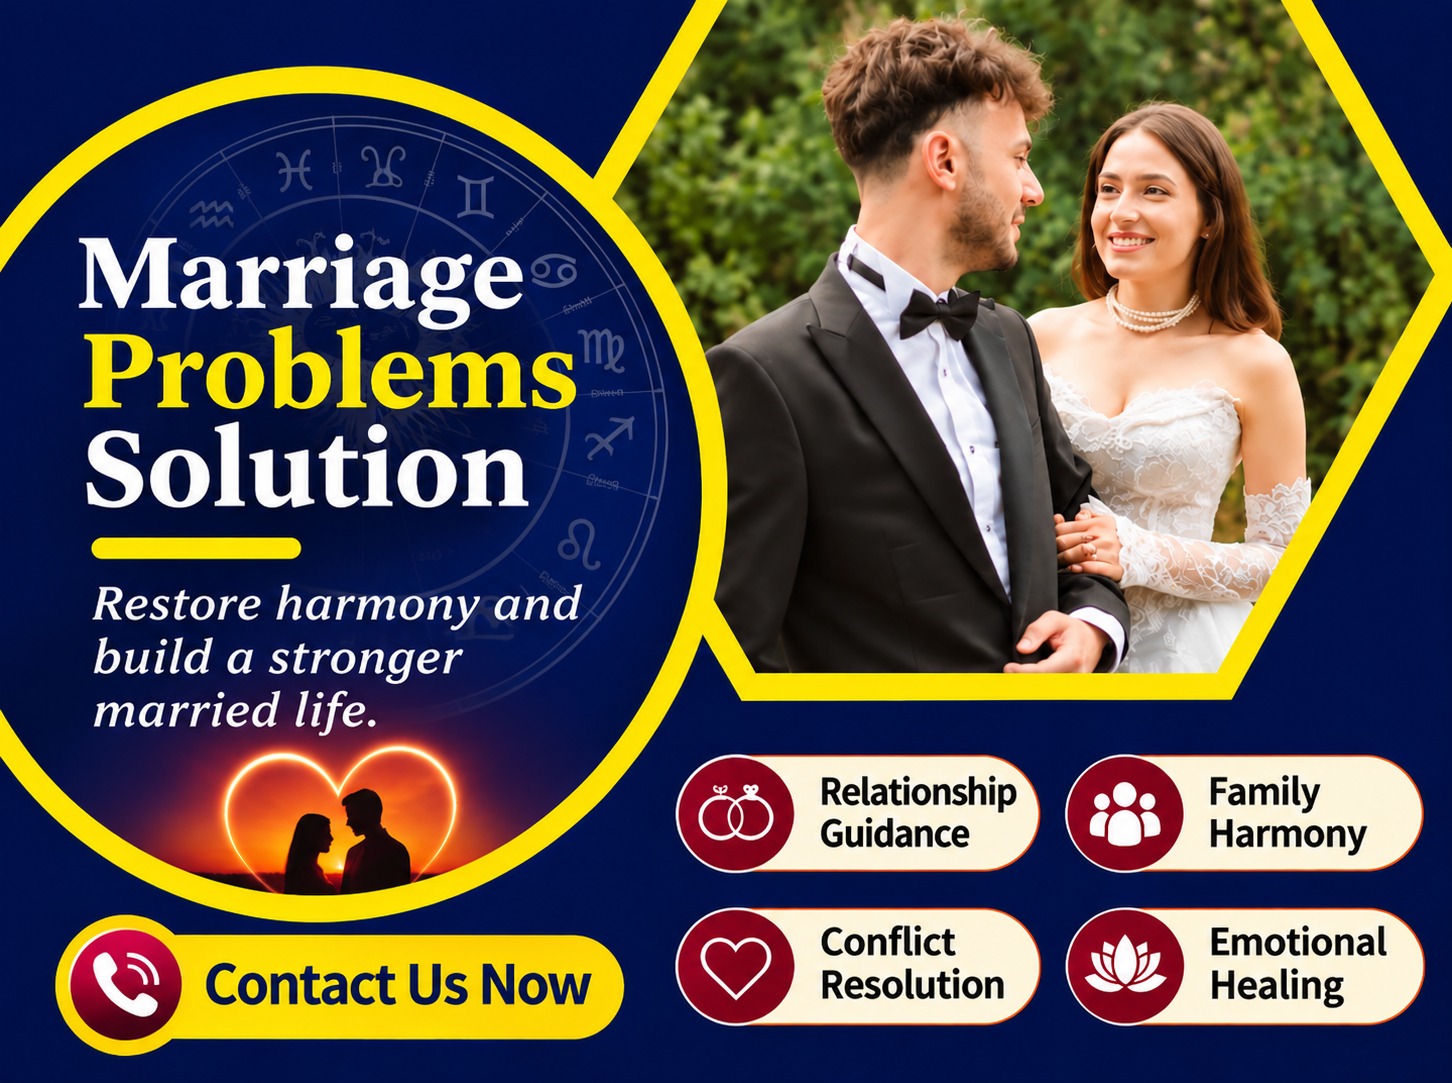 Marriage
Problems
Solution
Restore harmony and
build a stronger
married life.
Contact Us Now
Relationship
Guidance
Family
Harmony
Conflict
Resolution
Emotional
Healing